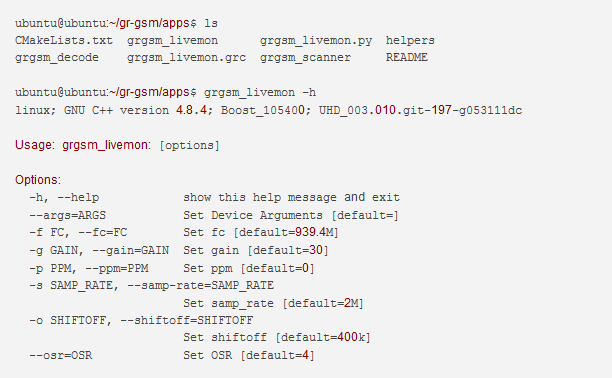 ubuntu@ubuntu:~/gr-gsm/apps$ ls
CMakeLists.txt  grgsm_livemon      grgsm_livemon.py  helpers
grgsm_decode    grgsm_livemon.grc  grgsm_scanner     README
ubuntu@ubuntu:~/gr-gsm/apps$ grgsm_livemon -h
linux; GNU C++ version 4.8.4; Boost_105400; UHD_003.010.git-197-g053111dc
Usage: grgsm_livemon: [options]
Options:
  -h, --help            show this help message and exit
  --args=ARGS           Set Device Arguments [default=]
  -f FC, --fc=FC        Set fc [default=939.4M]
  -g GAIN, --gain=GAIN  Set gain [default=30]
  -p PPM, --ppm=PPM     Set ppm [default=0]
  -s SAMP_RATE, --samp-rate=SAMP_RATE
                        Set samp_rate [default=2M]
  -o SHIFTOFF, --shiftoff=SHIFTOFF
                        Set shiftoff [default=400k]
  --osr=OSR             Set OSR [default=4]